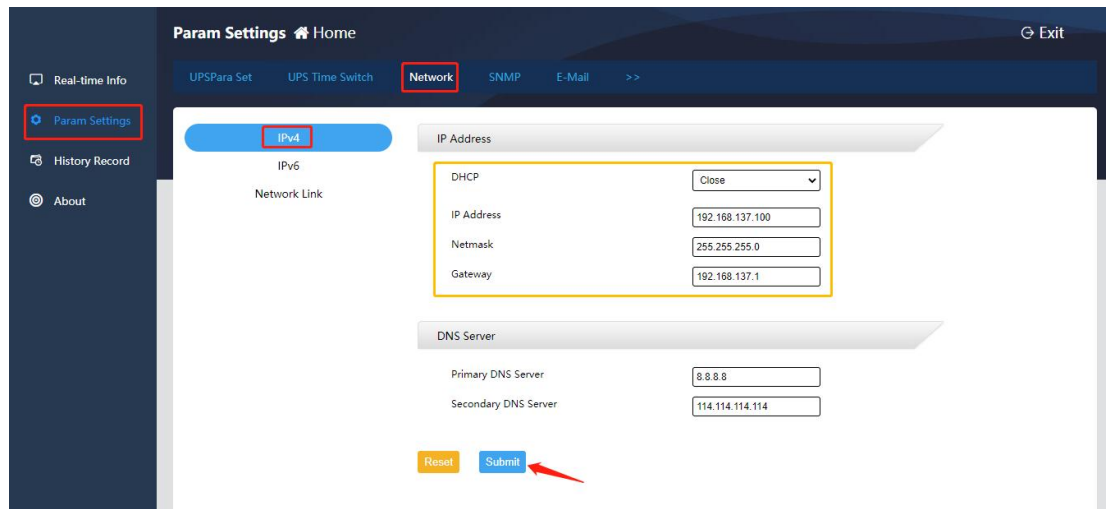 Param Settings Home
Exit
Real-time Info
Param Settings
History Record
About
UPSPara Set UPS Time Switch Network SNMP E-Mail >>
IPv4
IPv6
Network Link
IP Address
DHCP Close
IP Address 192.168.137.100
Netmask 255.255.255.0
Gateway 192.168.137.1
DNS Server
Primary DNS Server 8.8.8.8
Secondary DNS Server 114.114.114.114
Reset Submit